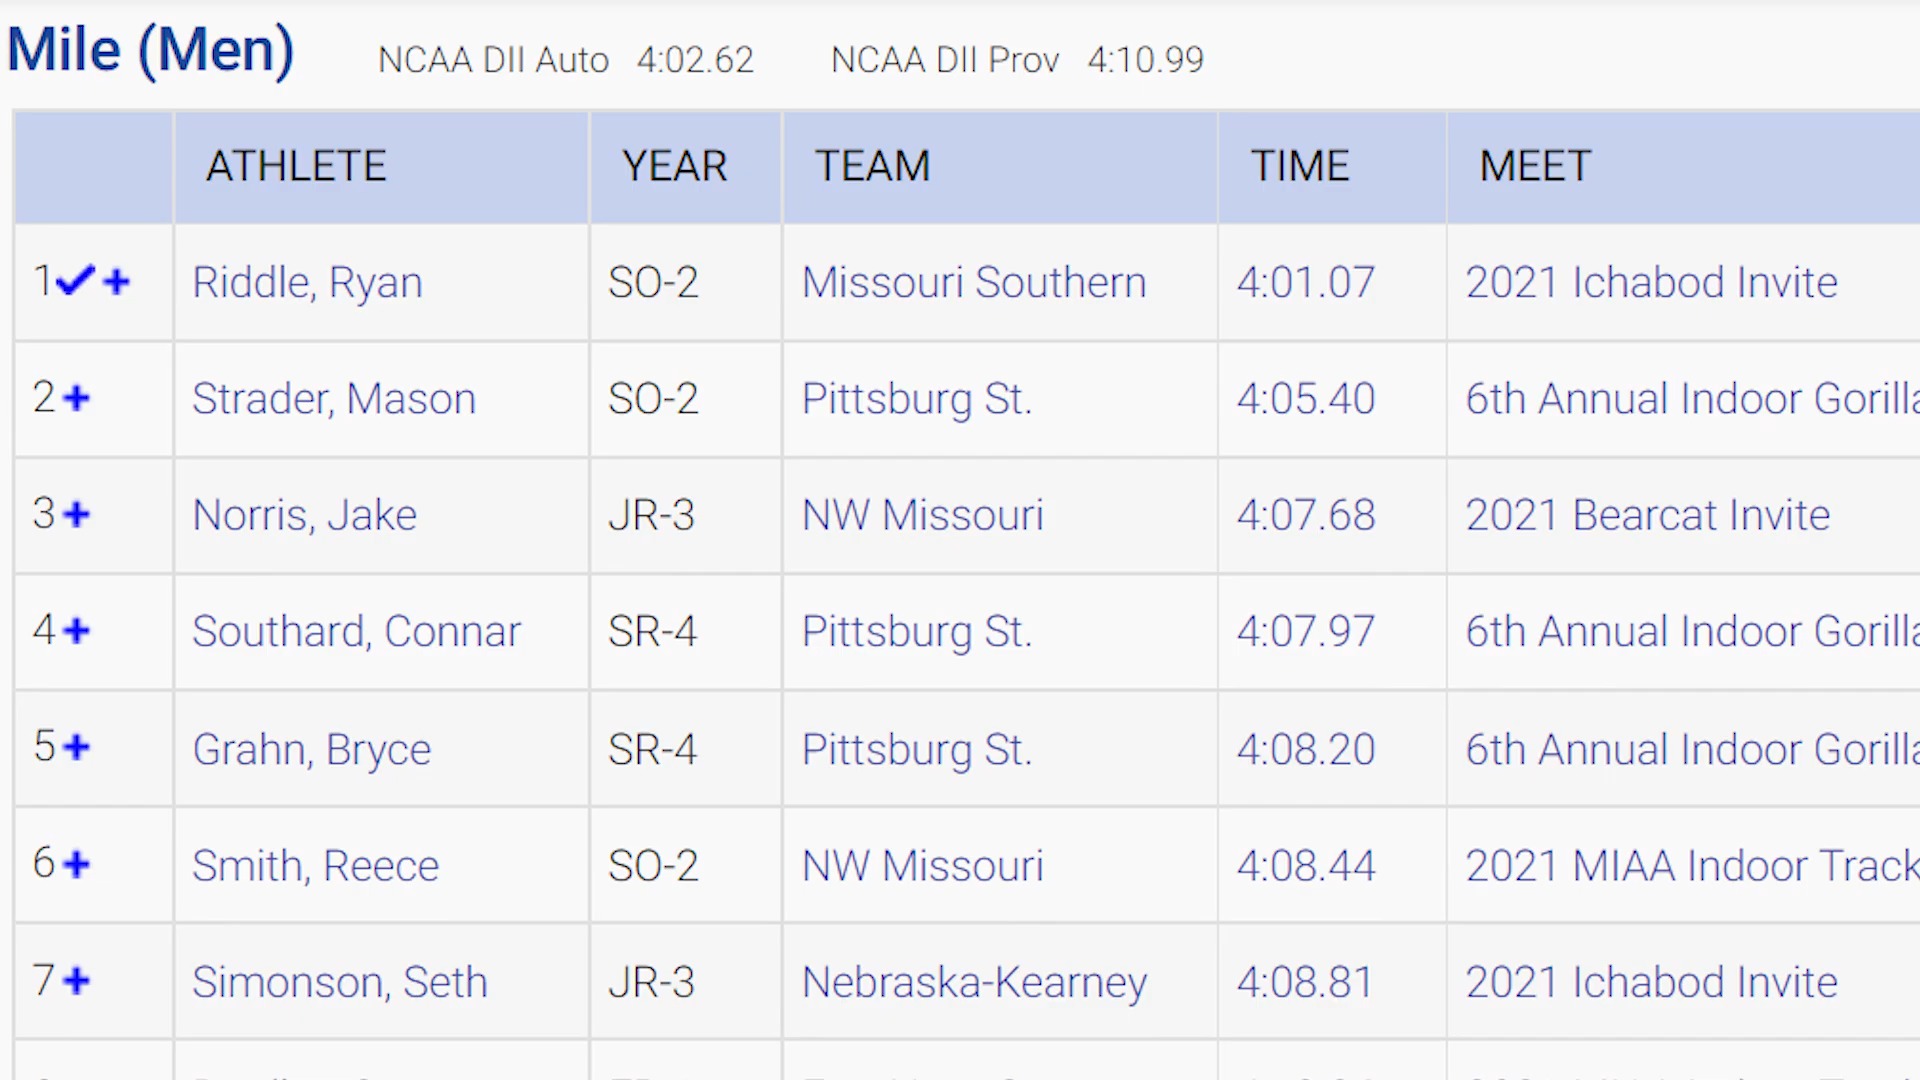 Mile (Men) NCAA DII Auto 4:02.62 NCAA DII Prov 4:10.99
ATHLETE YEAR TEAM TIME MEET
1 Riddle, Ryan SO-2 Missouri Southern 4:01.07 2021 Ichabod Invite
2 Strader, Mason SO-2 Pittsburg St. 4:05.40 6th Annual Indoor Gorilla
3 Norris, Jake JR-3 NW Missouri 4:07.68 2021 Bearcat Invite
4 Southard, Connar SR-4 Pittsburg St. 4:07.97 6th Annual Indoor Gorilla
5 Grahn, Bryce SR-4 Pittsburg St. 4:08.20 6th Annual Indoor Gorilla
6 Smith, Reece SO-2 NW Missouri 4:08.44 2021 MIAA Indoor Track
7 Simonson, Seth JR-3 Nebraska-Kearney 4:08.81 2021 Ichabod Invite